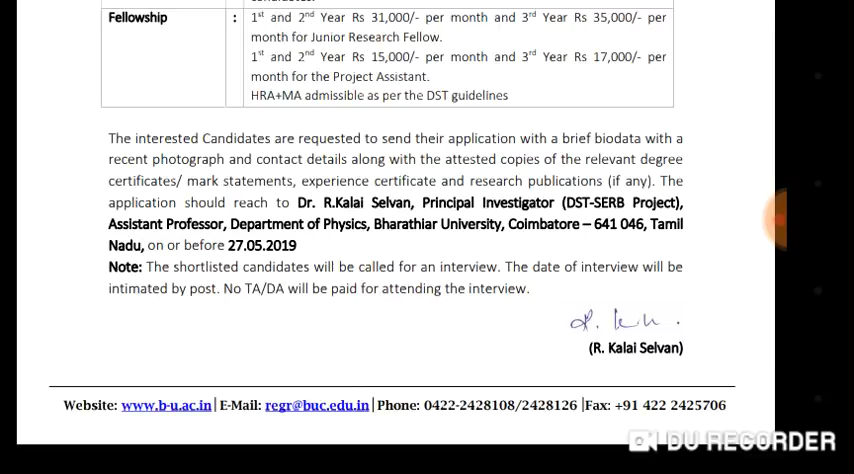 Fellowship : 1st and 2nd Year Rs 31,000/- per month and 3rd Year Rs 35,000/- per
month for Junior Research Fellow.
1st and 2nd Year Rs 15,000/- per month and 3rd Year Rs 17,000/- per
month for the Project Assistant.
HRA+MA admissible as per the DST guidelines
The interested Candidates are requested to send their application with a brief biodata with a
recent photograph and contact details along with the attested copies of the relevant degree
certificates/ mark statements, experience certificate and research publications (if any). The
application should reach to Dr. R.Kalai Selvan, Principal Investigator (DST-SERB Project),
Assistant Professor, Department of Physics, Bharathiar University, Coimbatore – 641 046, Tamil
Nadu, on or before 27.05.2019
Note: The shortlisted candidates will be called for an interview. The date of interview will be
intimated by post. No TA/DA will be paid for attending the interview.
(R. Kalai Selvan)
Website: www.b-u.ac.in| E-Mail: regr@buc.edu.in| Phone: 0422-2428108/2428126 |Fax: +91 422 2425706
DU RECORDER